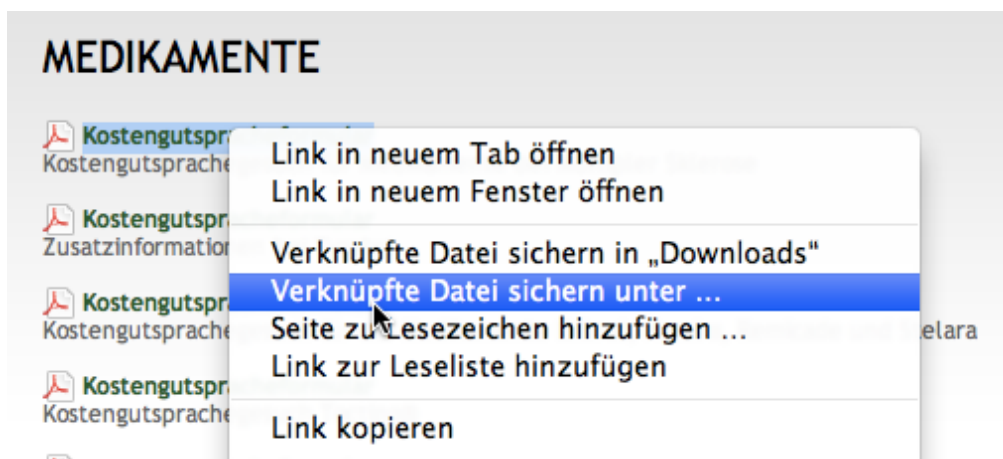 MEDIKAMENTE
Kostengutspr
Kostengutsprache
Kostengutspr
Zusatzinformation
Kostengutspr
Kostengutsprache
elara
Kostengutspr
Kostengutsprache
Link in neuem Tab öffnen
Link in neuem Fenster öffnen
Verknüpfte Datei sichern in „Downloads“
Verknüpfte Datei sichern unter ...
Seite zu Lesezeichen hinzufügen ...
Link zur Leseliste hinzufügen
Link kopieren